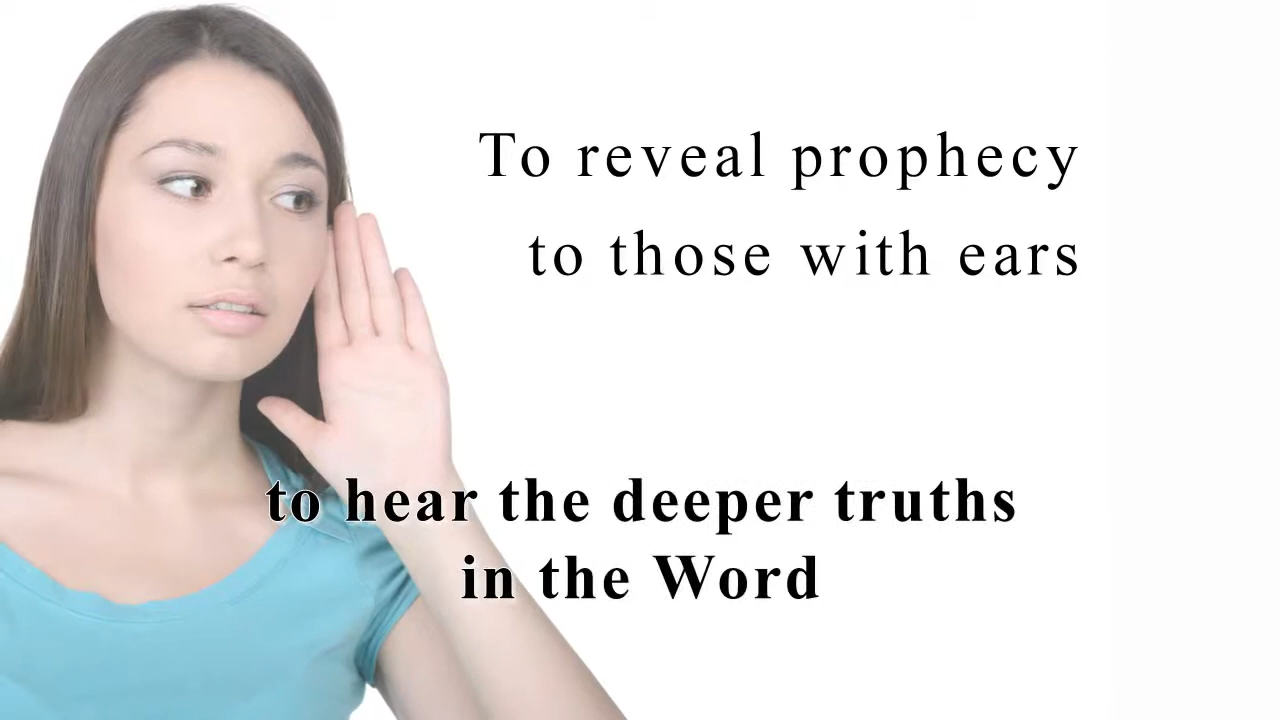 To reveal prophecy
to those with ears
to hear the deeper truths
in the Word